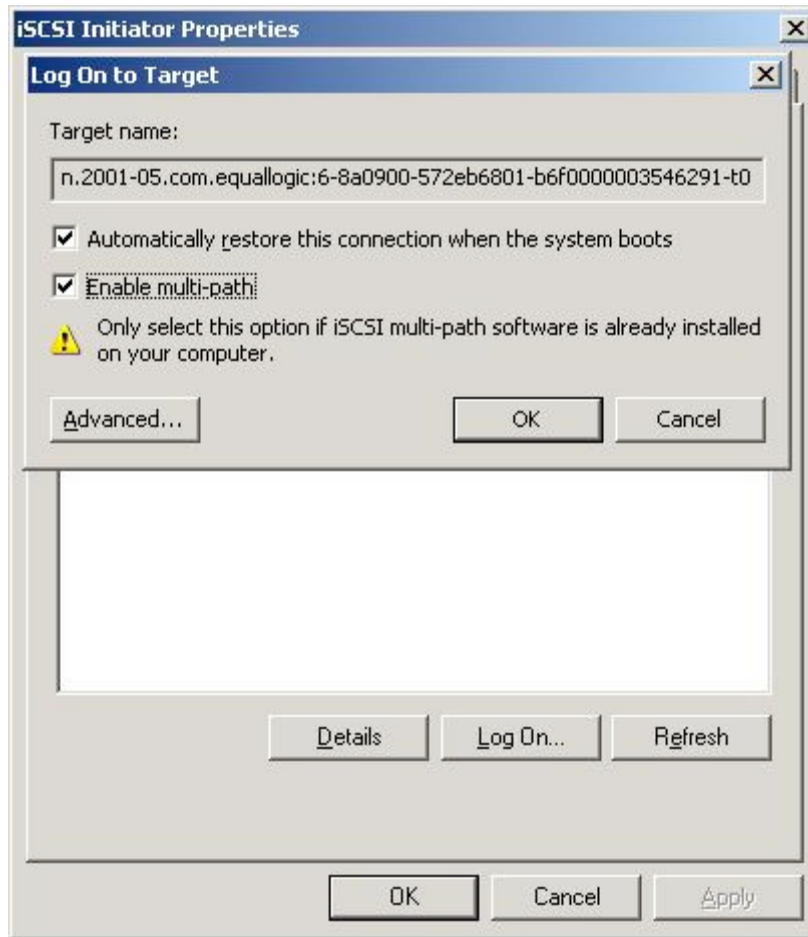 iSCSI Initiator Properties
Log On to Target
Target name:
n.2001-05.com.equallogic:6-8a0900-572eb6801-b6f0000003546291-t0
Automatically restore this connection when the system boots
Enable multi-path
Only select this option if iSCSI multi-path software is already installed
on your computer.
Advanced... OK Cancel
Details Log On... Refresh
OK Cancel Apply